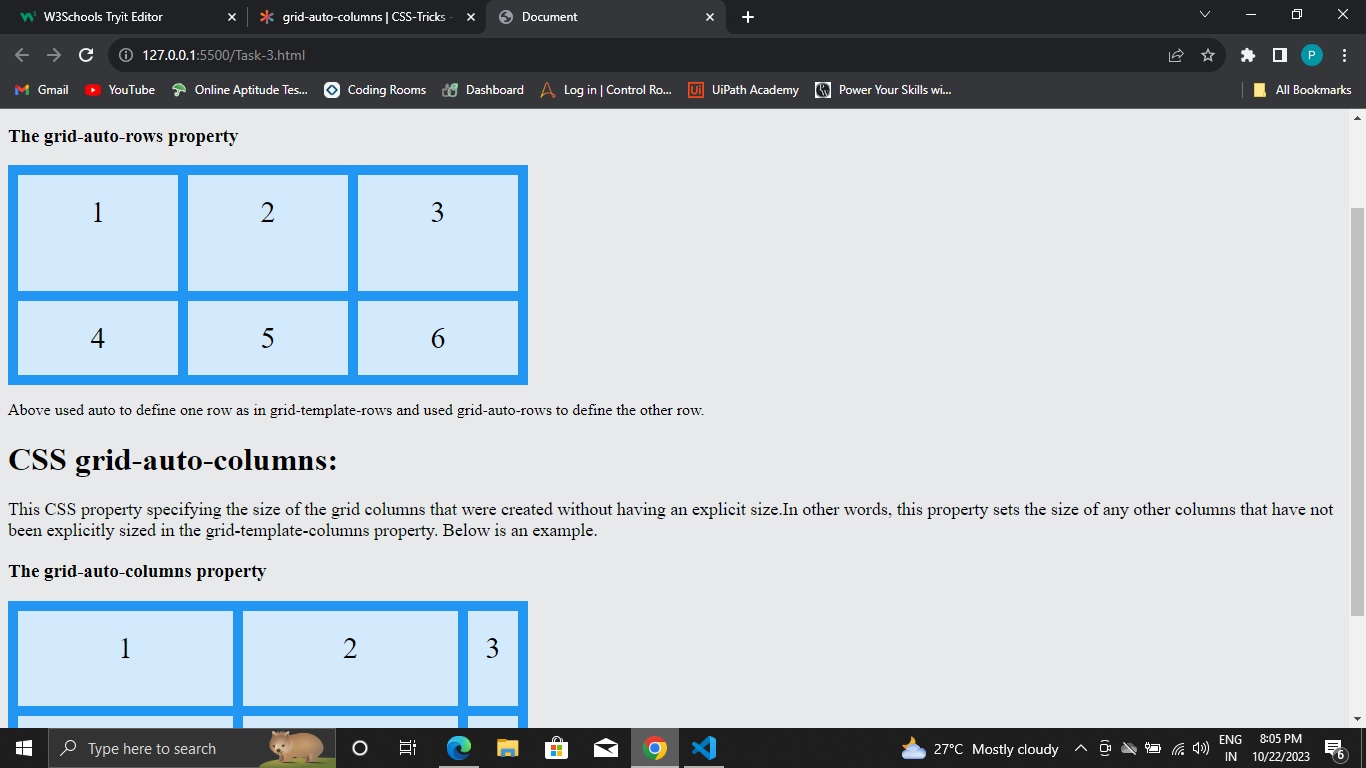 W3Schools Tryit Editor
grid-auto-columns | CSS-Tricks -
Document
127.0.0.1:5500/Task-3.html
P
Gmail
YouTube
Online Aptitude Tes...
Coding Rooms
Dashboard
Log in | Control Ro...
Ui
UiPath Academy
Power Your Skills wi...
All Bookmarks
The grid-auto-rows property
1 2 3
4 5 6
Above used auto to define one row as in grid-template-rows and used grid-auto-rows to define the other row.
CSS grid-auto-columns:
This CSS property specifying the size of the grid columns that were created without having an explicit size.In other words, this property sets the size of any other columns that have not
been explicitly sized in the grid-template-columns property. Below is an example.
The grid-auto-columns property
1 2 3
Type here to search
27°C Mostly cloudy
ENG
IN
8:05 PM
10/22/2023
6